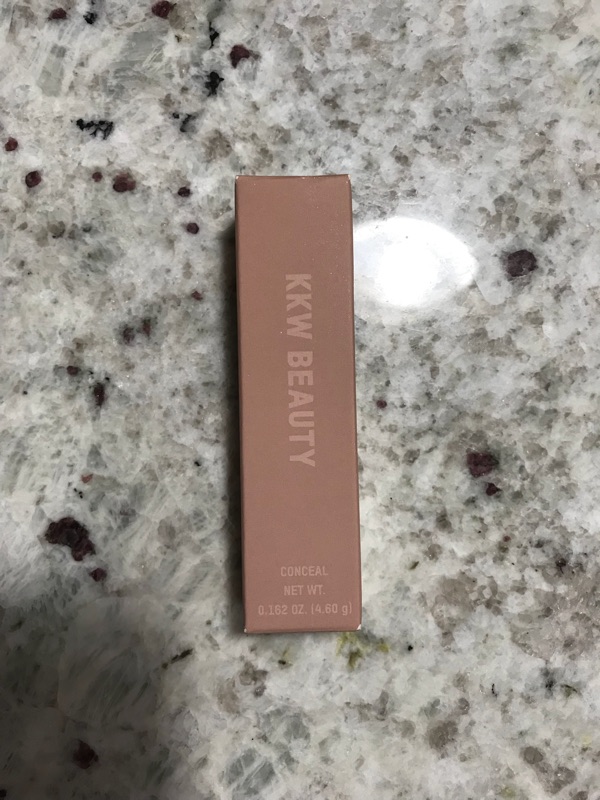 KKW BEAUTY
CONCEAL
NET WT.
0.162 OZ. (4.60 g)